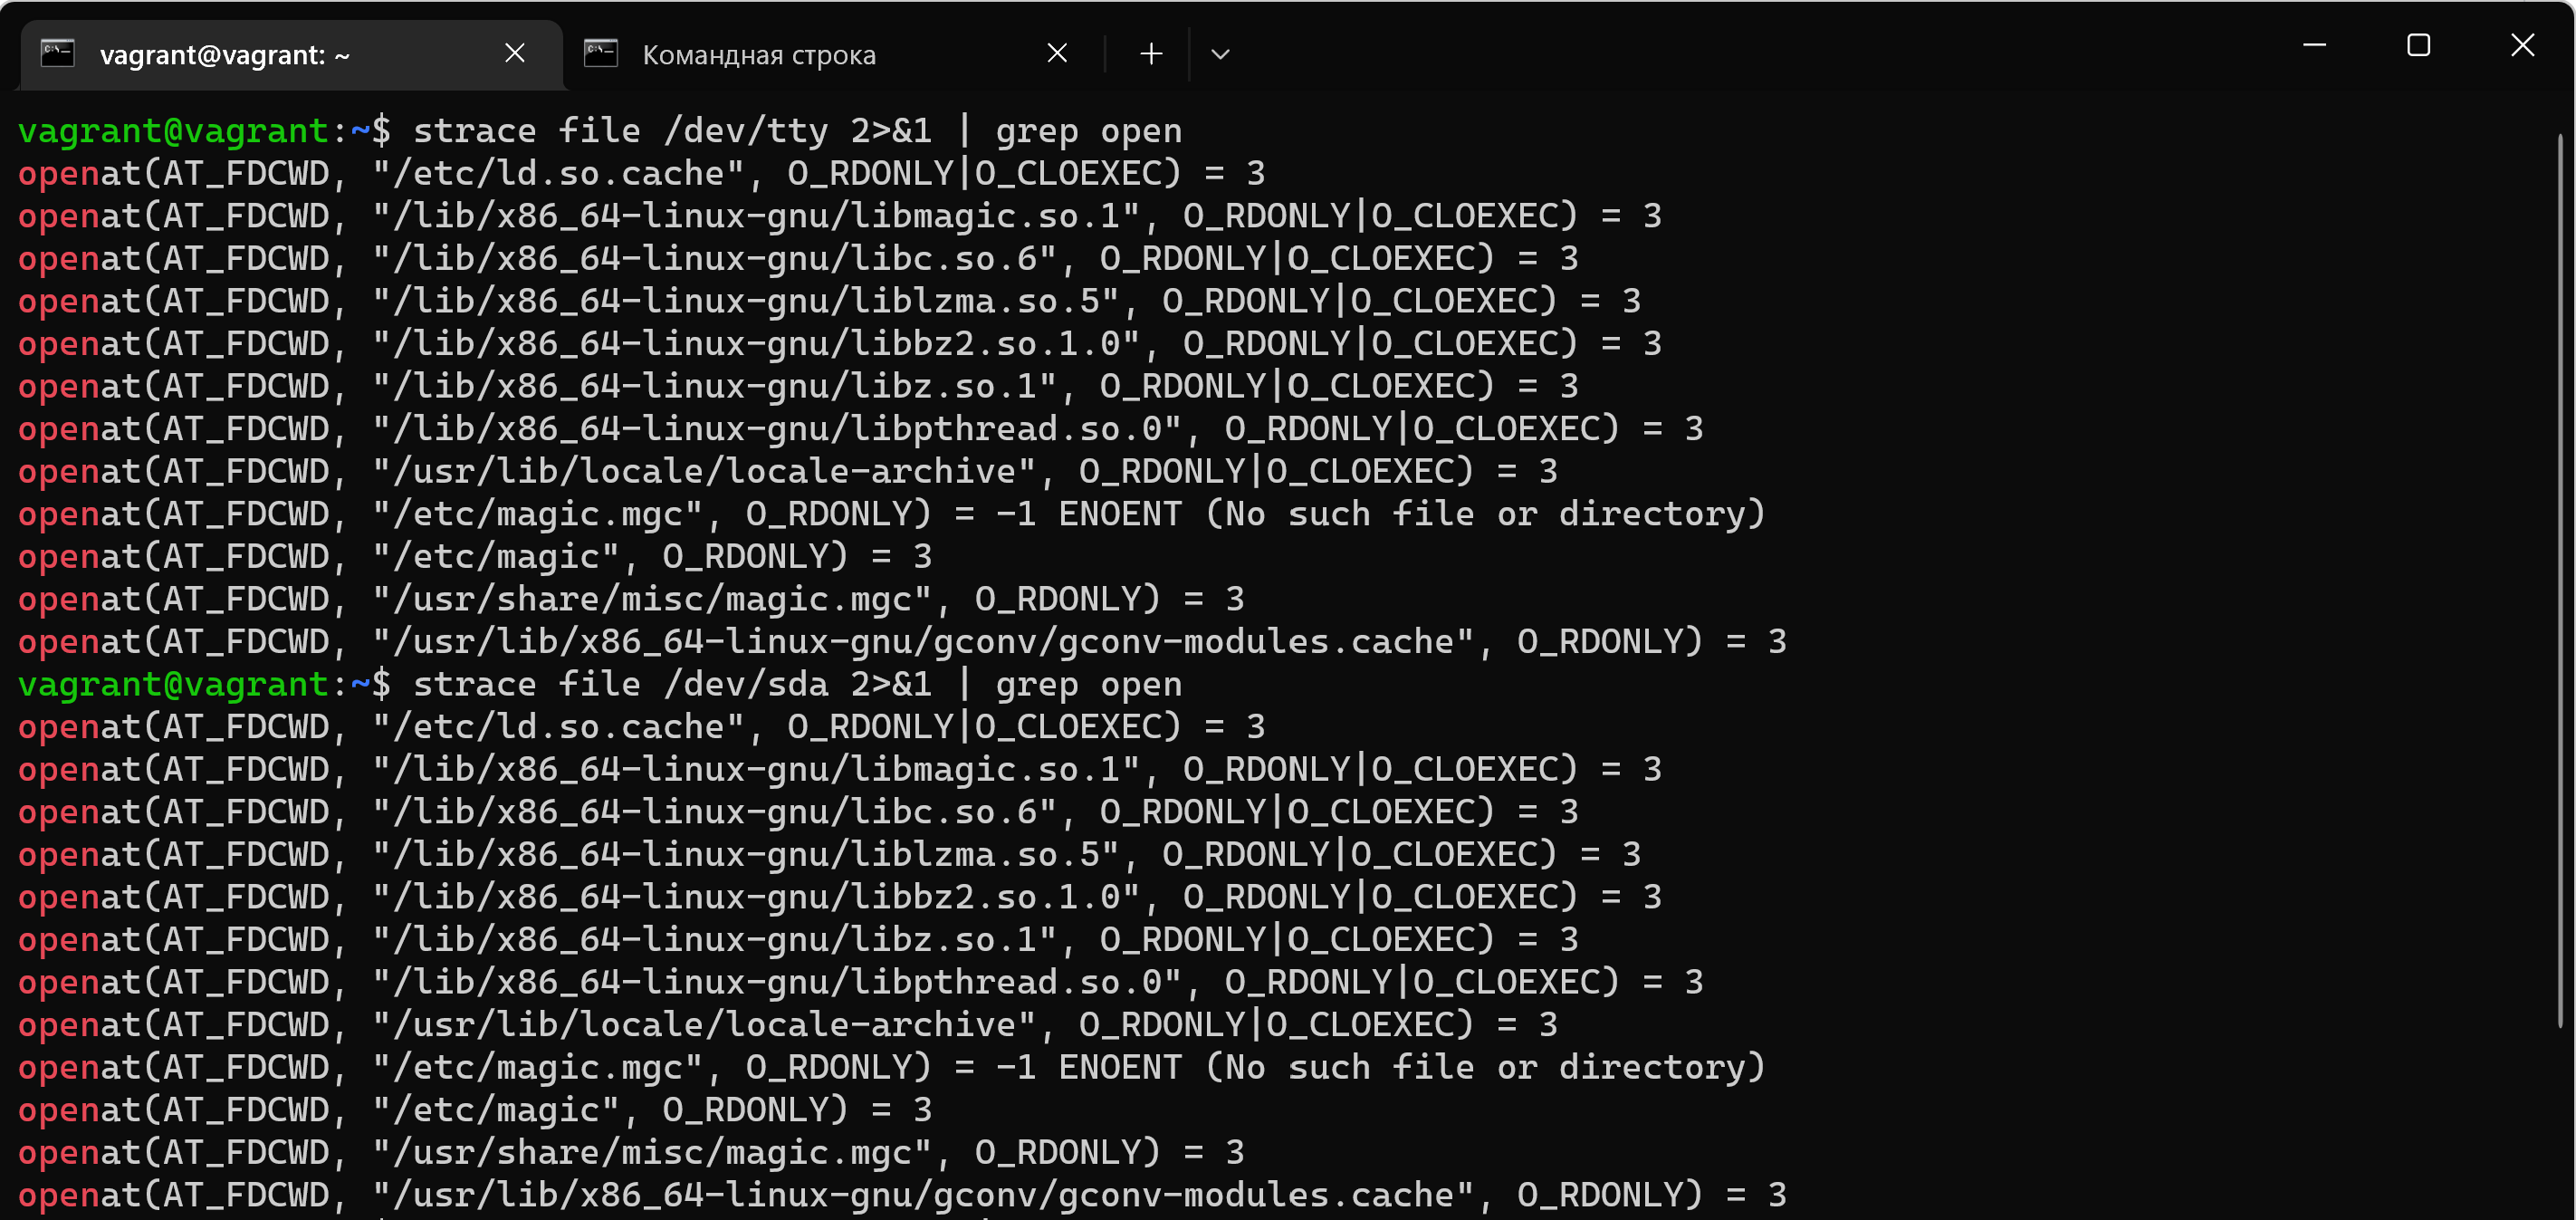 vagrant@vagrant: ~
Командная строка
vagrant@vagrant:~$ strace file /dev/tty 2>&1 | grep open
openat(AT_FDCWD, "/etc/ld.so.cache", O_RDONLY|O_CLOEXEC) = 3
openat(AT_FDCWD, "/lib/x86_64-linux-gnu/libmagic.so.1", O_RDONLY|O_CLOEXEC) = 3
openat(AT_FDCWD, "/lib/x86_64-linux-gnu/libc.so.6", O_RDONLY|O_CLOEXEC) = 3
openat(AT_FDCWD, "/lib/x86_64-linux-gnu/liblzma.so.5", O_RDONLY|O_CLOEXEC) = 3
openat(AT_FDCWD, "/lib/x86_64-linux-gnu/libbz2.so.1.0", O_RDONLY|O_CLOEXEC) = 3
openat(AT_FDCWD, "/lib/x86_64-linux-gnu/libz.so.1", O_RDONLY|O_CLOEXEC) = 3
openat(AT_FDCWD, "/lib/x86_64-linux-gnu/libpthread.so.0", O_RDONLY|O_CLOEXEC) = 3
openat(AT_FDCWD, "/usr/lib/locale/locale-archive", O_RDONLY|O_CLOEXEC) = 3
openat(AT_FDCWD, "/etc/magic.mgc", O_RDONLY) = -1 ENOENT (No such file or directory)
openat(AT_FDCWD, "/etc/magic", O_RDONLY) = 3
openat(AT_FDCWD, "/usr/share/misc/magic.mgc", O_RDONLY) = 3
openat(AT_FDCWD, "/usr/lib/x86_64-linux-gnu/gconv/gconv-modules.cache", O_RDONLY) = 3
vagrant@vagrant:~$ strace file /dev/sda 2>&1 | grep open
openat(AT_FDCWD, "/etc/ld.so.cache", O_RDONLY|O_CLOEXEC) = 3
openat(AT_FDCWD, "/lib/x86_64-linux-gnu/libmagic.so.1", O_RDONLY|O_CLOEXEC) = 3
openat(AT_FDCWD, "/lib/x86_64-linux-gnu/libc.so.6", O_RDONLY|O_CLOEXEC) = 3
openat(AT_FDCWD, "/lib/x86_64-linux-gnu/liblzma.so.5", O_RDONLY|O_CLOEXEC) = 3
openat(AT_FDCWD, "/lib/x86_64-linux-gnu/libbz2.so.1.0", O_RDONLY|O_CLOEXEC) = 3
openat(AT_FDCWD, "/lib/x86_64-linux-gnu/libz.so.1", O_RDONLY|O_CLOEXEC) = 3
openat(AT_FDCWD, "/lib/x86_64-linux-gnu/libpthread.so.0", O_RDONLY|O_CLOEXEC) = 3
openat(AT_FDCWD, "/usr/lib/locale/locale-archive", O_RDONLY|O_CLOEXEC) = 3
openat(AT_FDCWD, "/etc/magic.mgc", O_RDONLY) = -1 ENOENT (No such file or directory)
openat(AT_FDCWD, "/etc/magic", O_RDONLY) = 3
openat(AT_FDCWD, "/usr/share/misc/magic.mgc", O_RDONLY) = 3
openat(AT_FDCWD, "/usr/lib/x86_64-linux-gnu/gconv/gconv-modules.cache", O_RDONLY) = 3